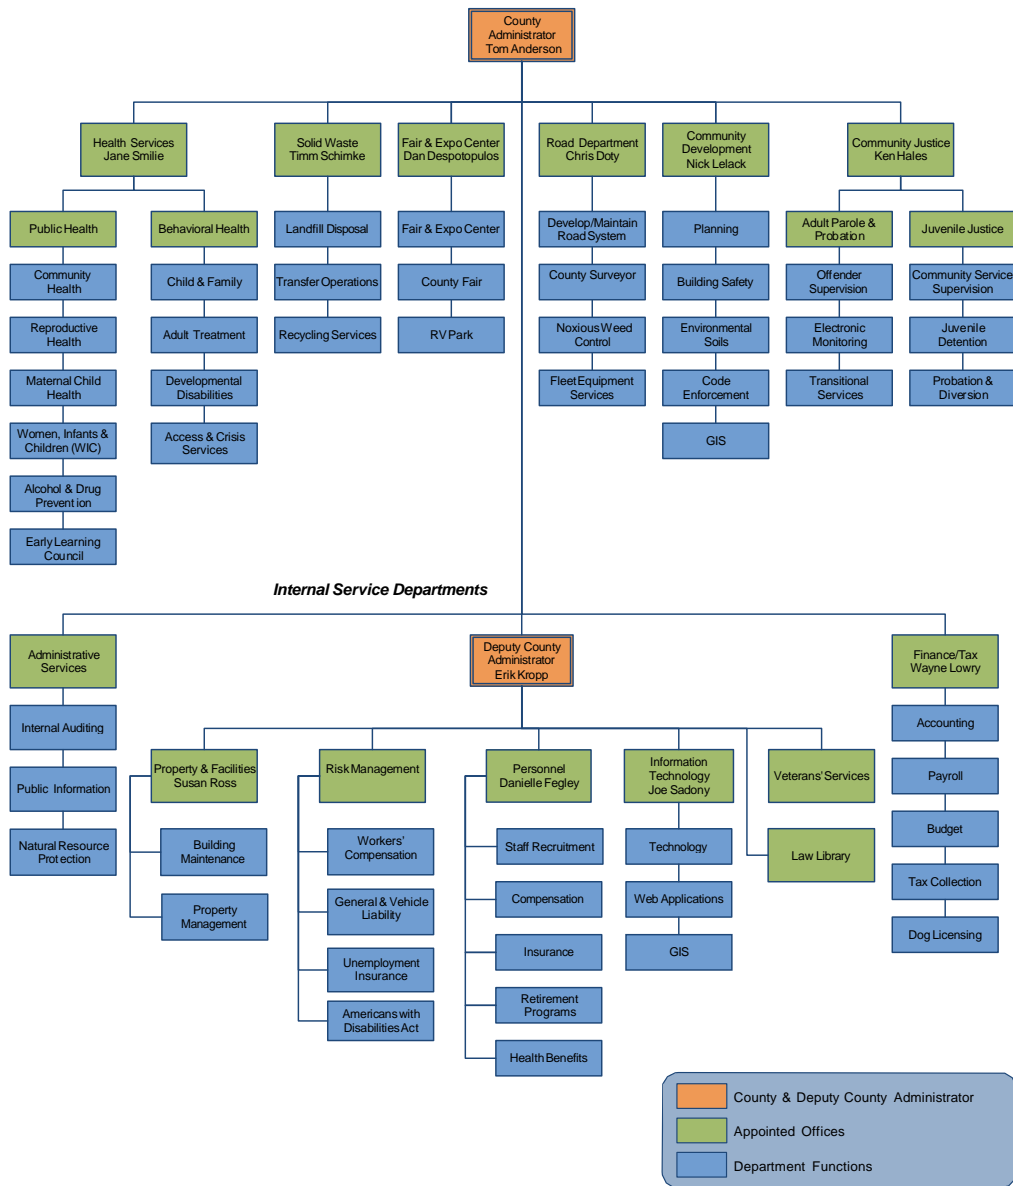 County
Administrator
Tom Anderson
Health Services
Jane Smilie
Solid Waste
Timm Schimke
Fair & Expo Center
Dan Despotopulos
Road Department
Chris Doty
Community
Development
Nick Lelack
Community Justice
Ken Hales
Public Health
Community
Health
Reproductive
Health
Maternal Child
Health
Women, Infants &
Children (WIC)
Alcohol & Drug
Prevention
Early Learning
Council
Behavioral Health
Child & Family
Adult Treatment
Developmental
Disabilities
Access & Crisis
Services
Landfill Disposal
Transfer Operations
Recycling Services
Fair & Expo Center
County Fair
RV Park
Develop/Maintain
Road System
County Surveyor
Noxious Weed
Control
Fleet Equipment
Services
Planning
Building Safety
Environmental
Soils
Code
Enforcement
GIS
Adult Parole &
Probation
Offender
Supervision
Electronic
Monitoring
Transitional
Services
Juvenile Justice
Community Service
Supervision
Juvenile
Detention
Probation &
Diversion
Internal Service Departments
Administrative
Services
Internal Auditing
Public Information
Natural Resource
Protection
Deputy County
Administrator
Erik Kropp
Property & Facilities
Susan Ross
Building
Maintenance
Property
Management
Risk Management
Workers'
Compensation
General & Vehicle
Liability
Unemployment
Insurance
Americans with
Disabilities Act
Personnel
Danielle Fegley
Staff Recruitment
Compensation
Insurance
Retirement
Programs
Health Benefits
Information
Technology
Joe Sadony
Technology
Web Applications
GIS
Veterans' Services
Law Library
Finance/Tax
Wayne Lowry
Accounting
Payroll
Budget
Tax Collection
Dog Licensing
County & Deputy County Administrator
Appointed Offices
Department Functions